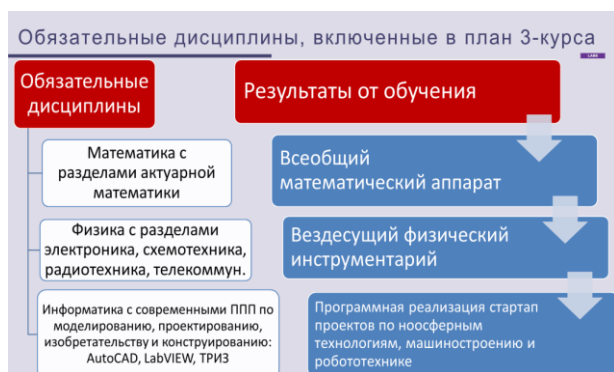 Обязательные дисциплины, включенные в план 3-курса
Обязательные
дисциплины
Результаты от обучения
Математика с
разделами актуарной
математики
Всеобщий
математический аппарат
Физика с разделами
электроника, схемотехника,
радиотехника, телекоммун.
Вездесущий физический
инструментарий
Информатика с современными ППП по
моделированию, проектированию,
изобретательству и конструированию:
AutoCAD, LabVIEW, ТРИЗ
Программная реализация стартап
проектов по ноосферным
технологиям, машиностроению и
робототехнике